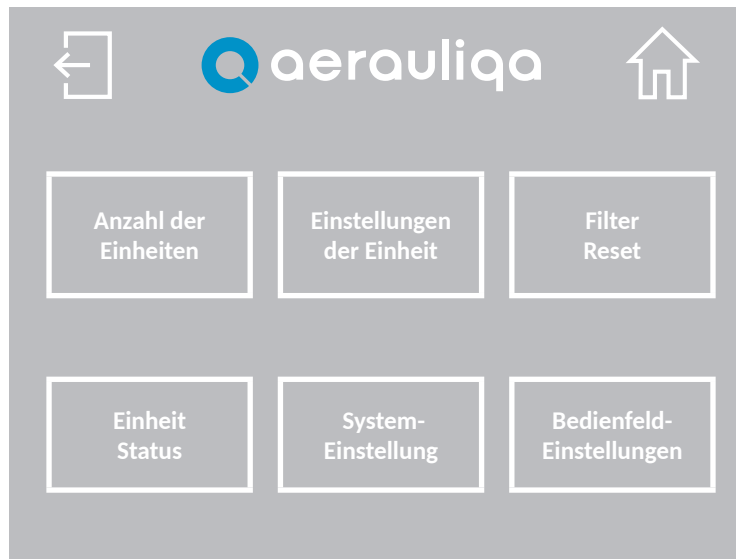 aerauliqa
Anzahl der
Einheiten
Einstellungen
der Einheit
Filter
Reset
Einheit
Status
System-
Einstellung
Bedienfeld-
Einstellungen